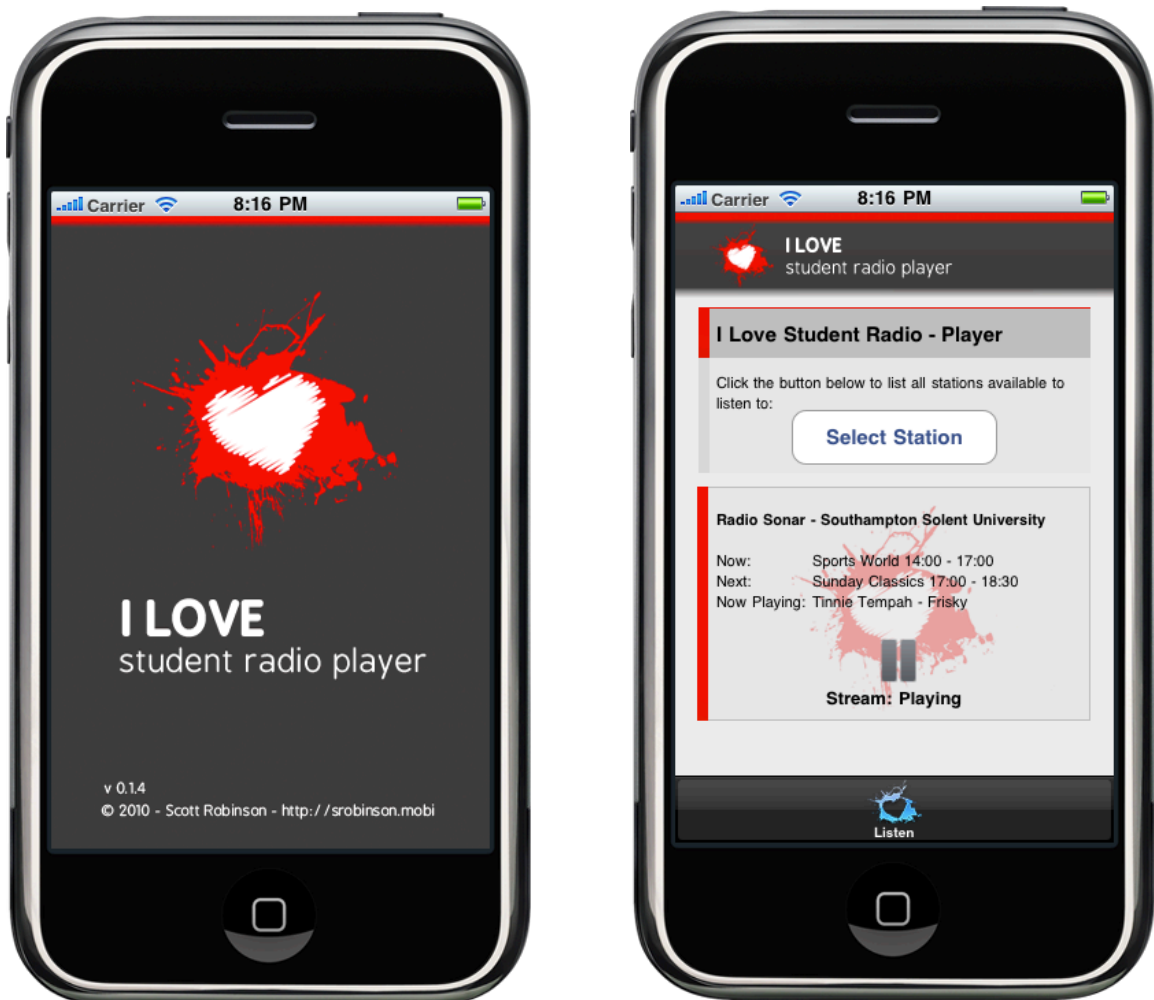 Carrier 8:16 PM
I LOVE
student radio player
v 0.1.4
© 2010 - Scott Robinson - http://srobinson.mobi
Carrier 8:16 PM
I LOVE
student radio player
I Love Student Radio - Player
Click the button below to list all stations available to
listen to:
Select Station
Radio Sonar - Southampton Solent University
Now: Sports World 14:00 - 17:00
Next: Sunday Classics 17:00 - 18:30
Now Playing: Tinnie Tempah - Frisky
Stream: Playing
Listen